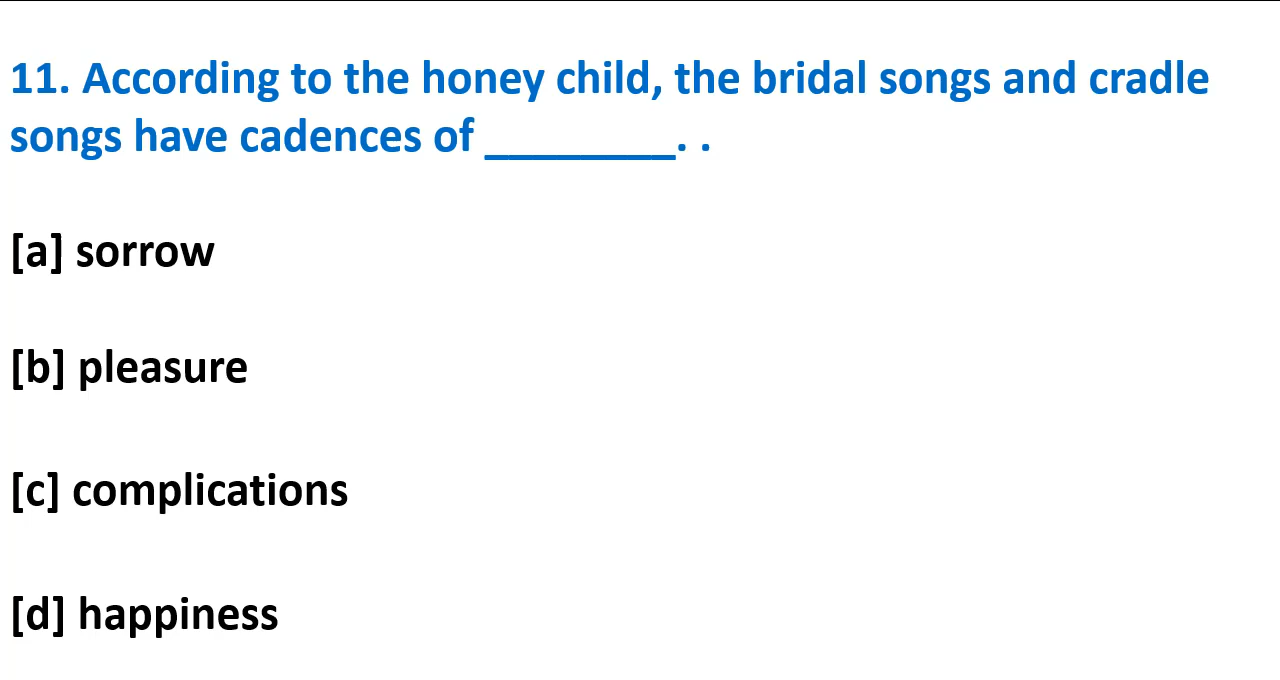 11. According to the honey child, the bridal songs and cradle
songs have cadences of ________. .
[a] sorrow
[b] pleasure
[c] complications
[d] happiness